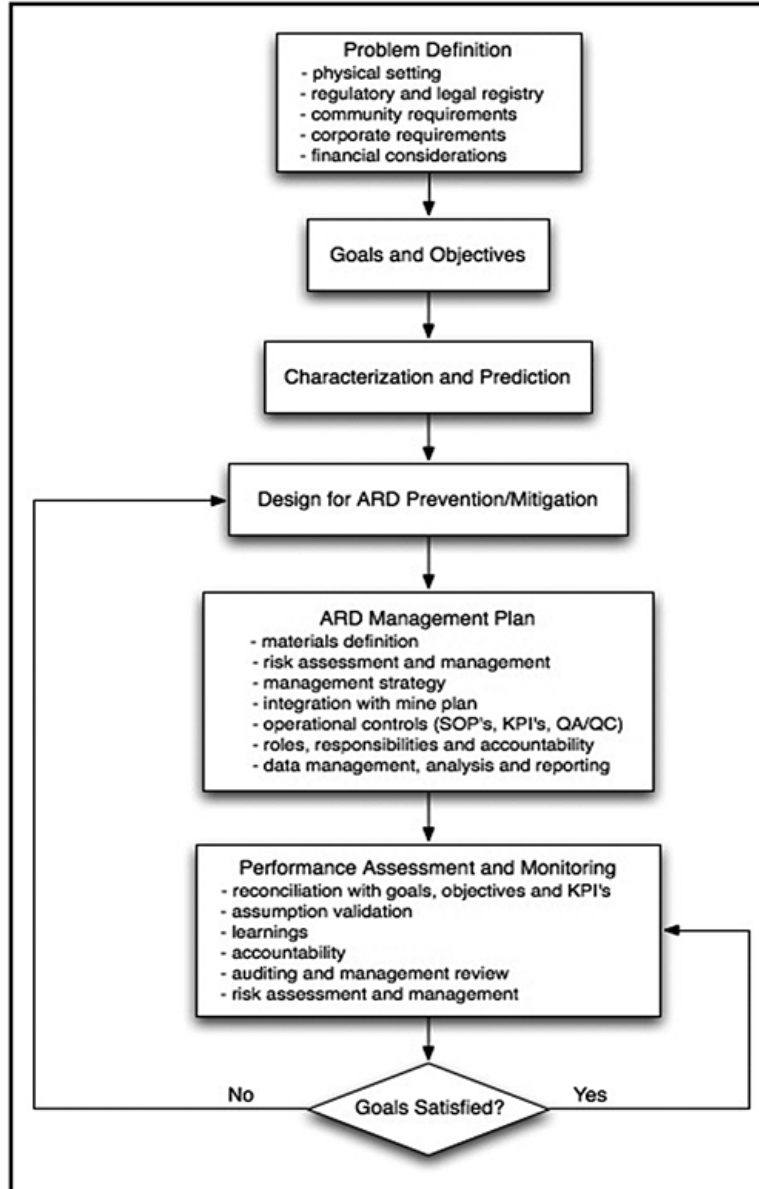 Problem Definition
- physical setting
- regulatory and legal registry
- community requirements
- corporate requirements
- financial considerations
Goals and Objectives
Characterization and Prediction
Design for ARD Prevention/Mitigation
ARD Management Plan
- materials definition
- risk assessment and management
- management strategy
- integration with mine plan
- operational controls (SOP's, KPI's, QA/QC)
- roles, responsibilities and accountability
- data management, analysis and reporting
Performance Assessment and Monitoring
- reconciliation with goals, objectives and KPI's
- assumption validation
- learnings
- accountability
- auditing and management review
- risk assessment and management
No
Goals Satisfied?
Yes